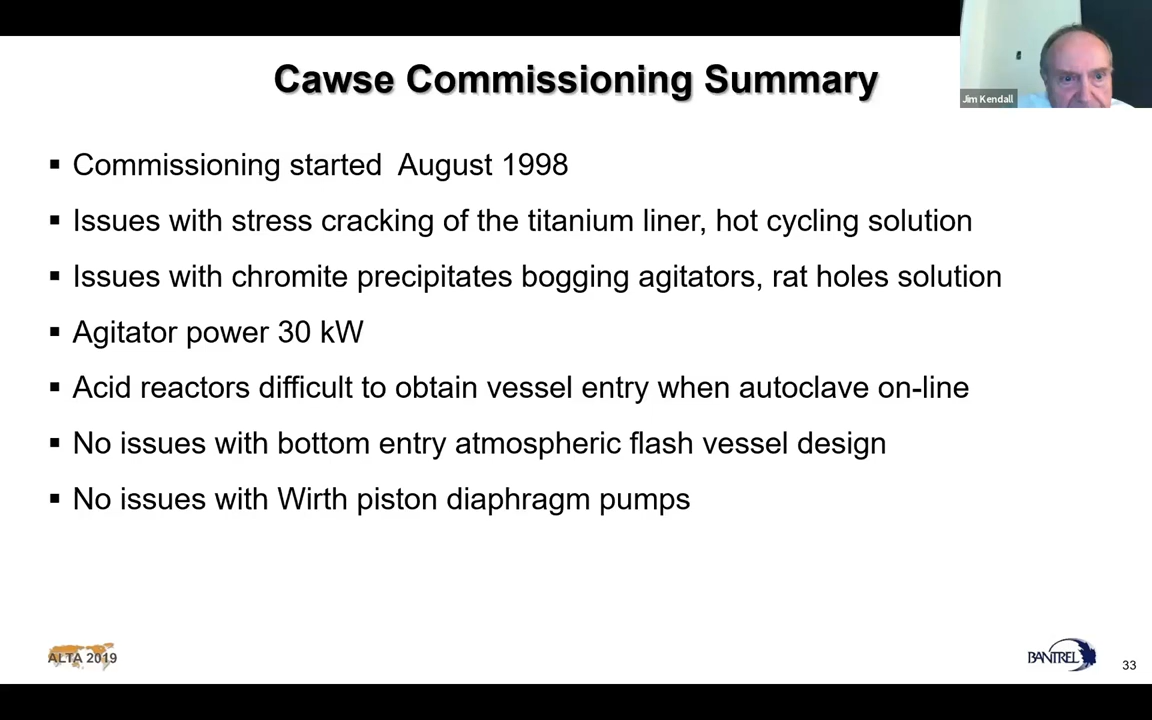 Cawse Commissioning Summary
Jim Kendall
▪ Commissioning started  August 1998
▪ Issues with stress cracking of the titanium liner, hot cycling solution
▪ Issues with chromite precipitates bogging agitators, rat holes solution
▪ Agitator power 30 kW
▪ Acid reactors difficult to obtain vessel entry when autoclave on-line
▪ No issues with bottom entry atmospheric flash vessel design
▪ No issues with Wirth piston diaphragm pumps
ALTA 2019
BANTREL
33